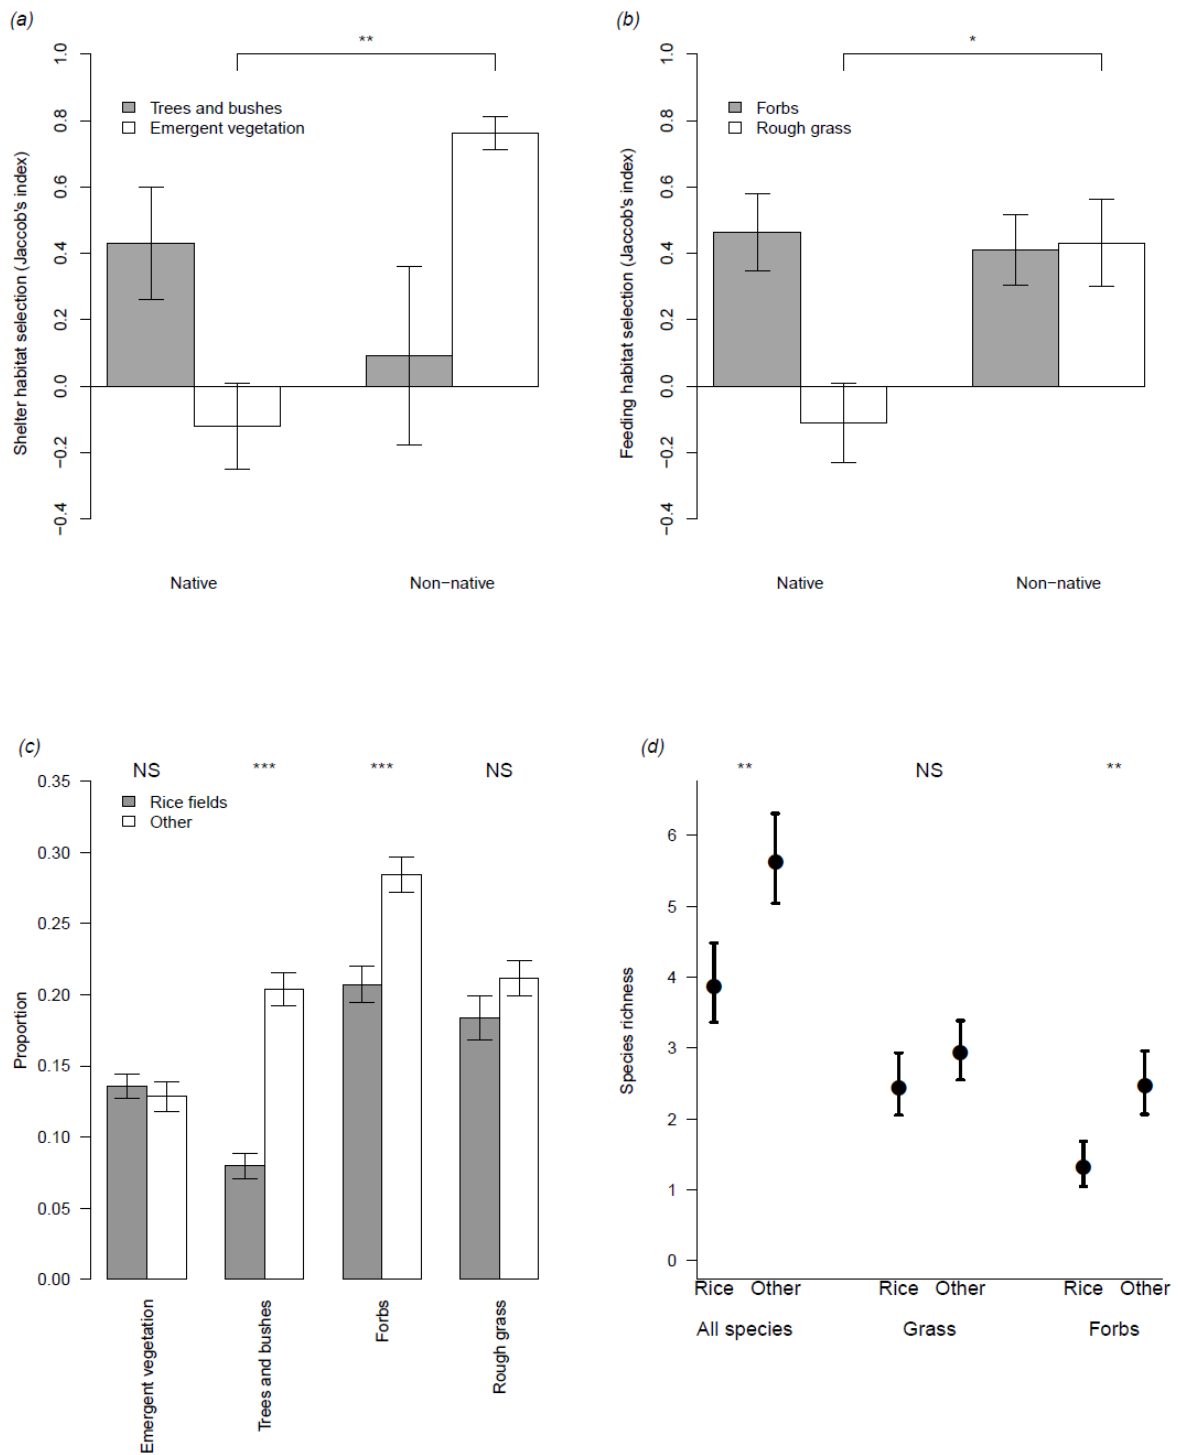 (a)
**
1.0
0.8
0.6
0.4
0.2
0.0
−0.2
−0.4
Shelter habitat selection (Jaccob's index)
Trees and bushes
Emergent vegetation
Native
Non−native
(b)
*
1.0
0.8
0.6
0.4
0.2
0.0
−0.2
−0.4
Feeding habitat selection (Jaccob's index)
Forbs
Rough grass
Native
Non−native
(c)
NS
***
***
NS
0.35
0.30
0.25
0.20
0.15
0.10
0.05
0.00
Proportion
Rice fields
Other
Emergent vegetation
Trees and bushes
Forbs
Rough grass
(d)
**
NS
**
6
5
4
3
2
1
0
Species richness
Rice Other
Rice Other
Rice Other
All species
Grass
Forbs